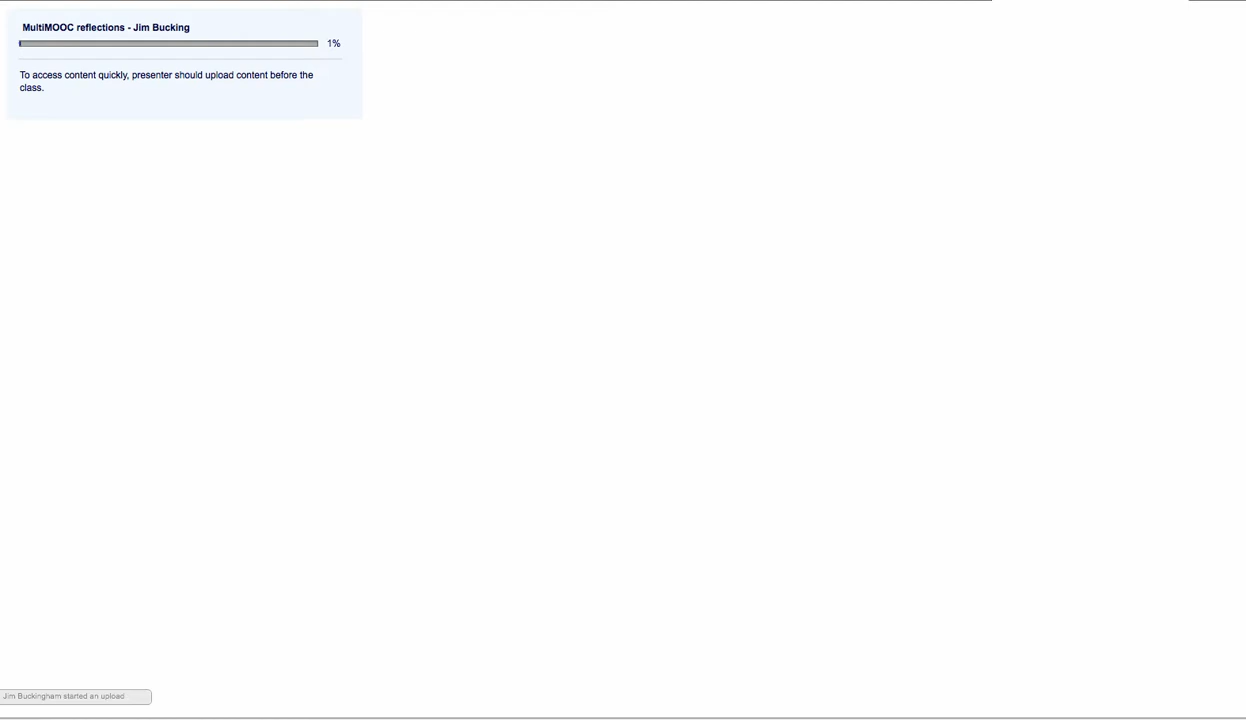 MultiMOOC reflections - Jim Bucking
1%
To access content quickly, presenter should upload content before the
class.
Jim Buckingham started an upload